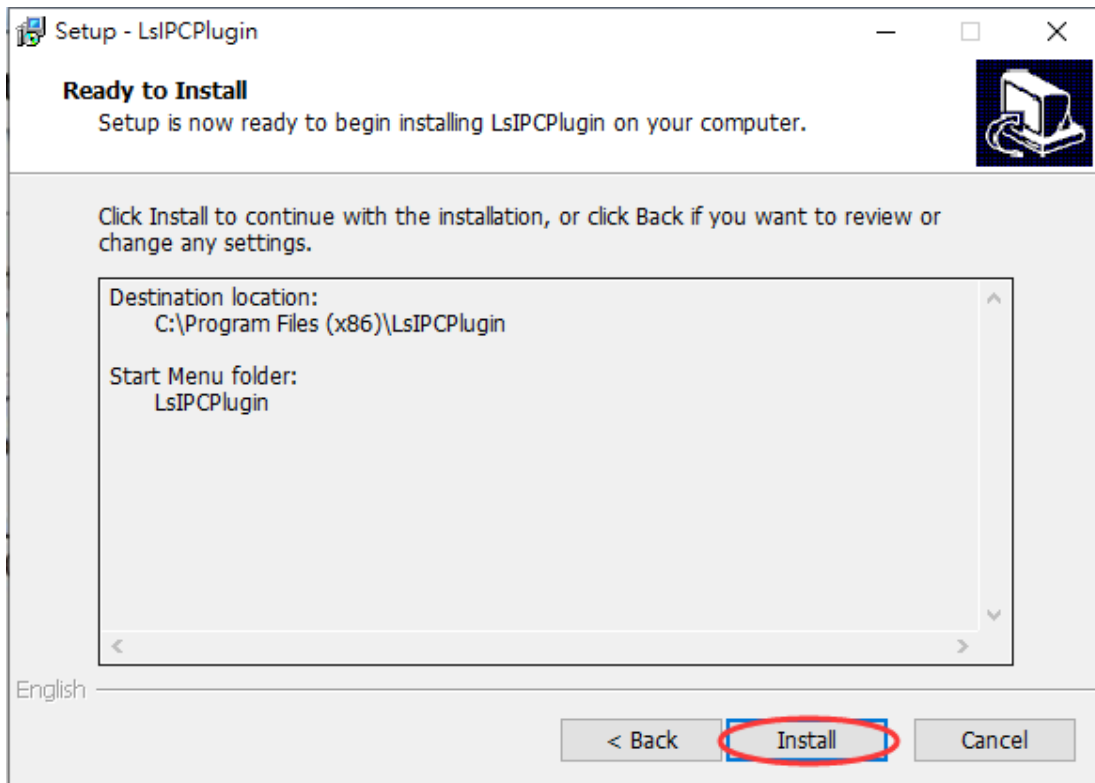 Setup - LsIPCPlugin
Ready to Install
Setup is now ready to begin installing LsIPCPlugin on your computer.
Click Install to continue with the installation, or click Back if you want to review or
change any settings.
Destination location:
C:\Program Files (x86)\LsIPCPlugin
Start Menu folder:
LsIPCPlugin
English
< Back
Install
Cancel